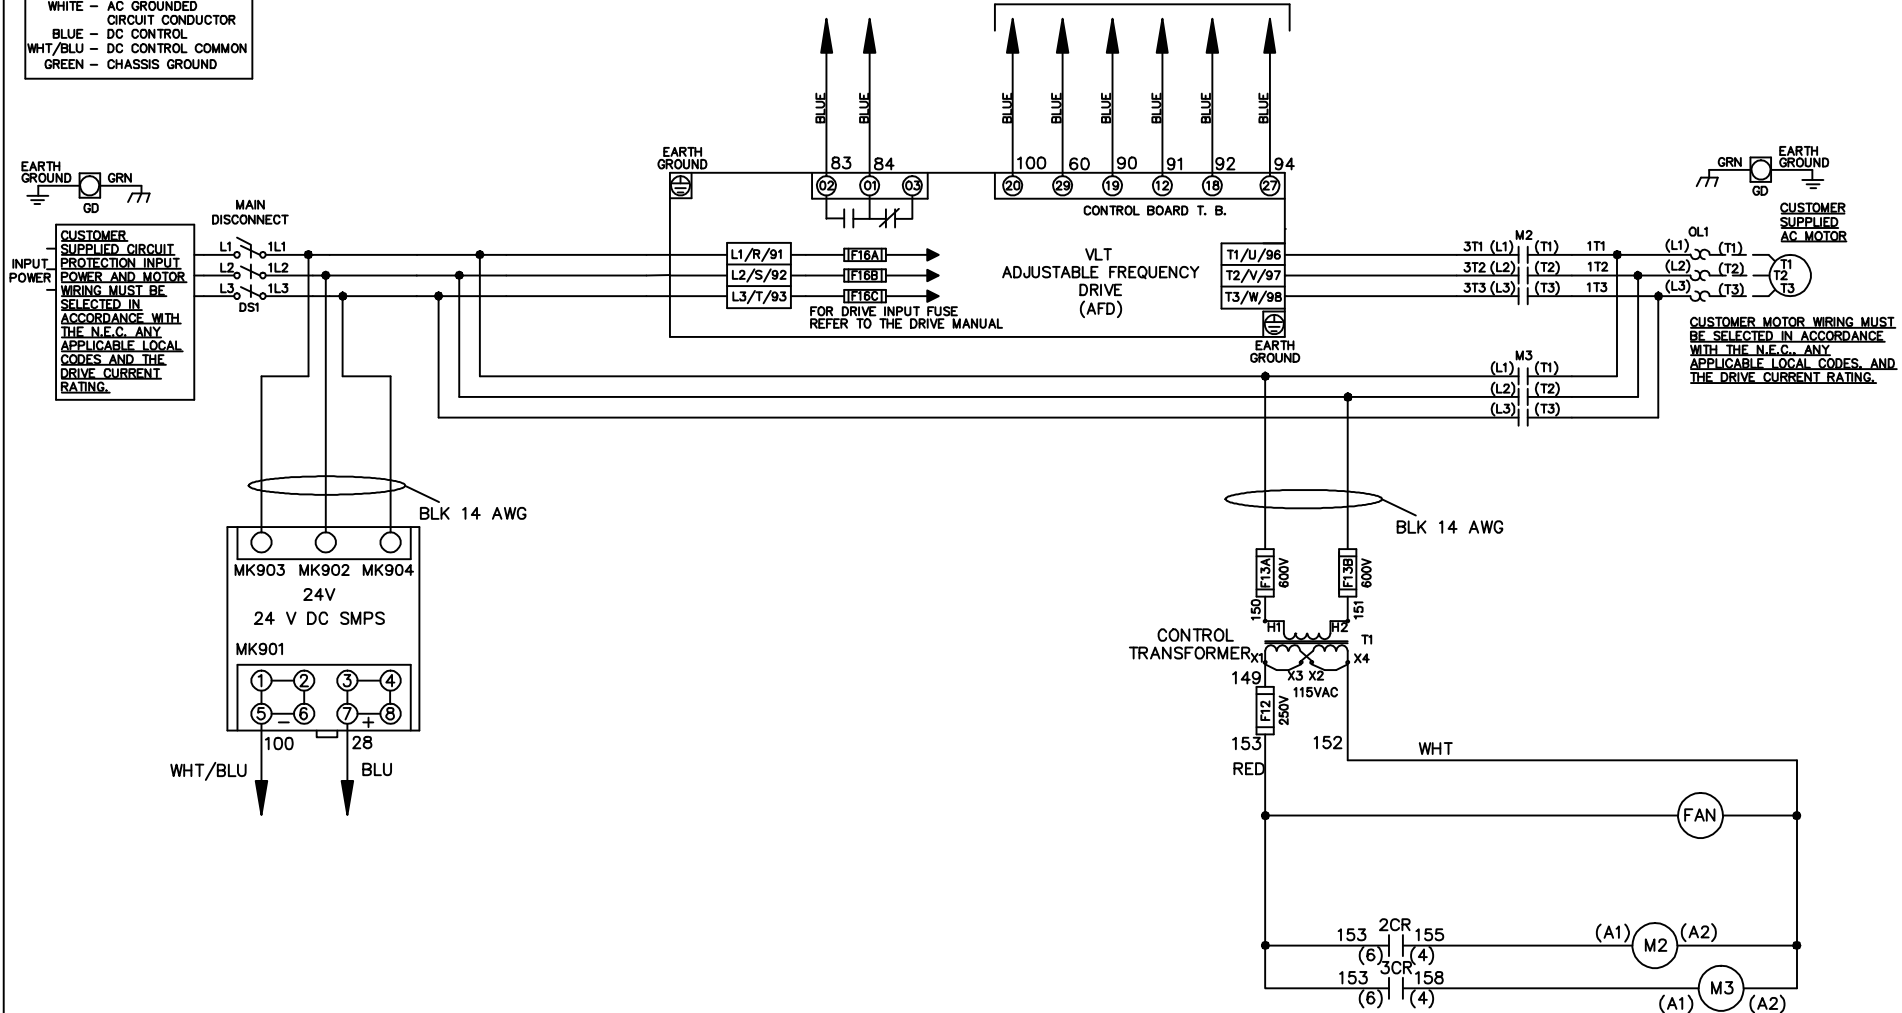 WHITE – AC GROUNDED
CIRCUIT CONDUCTOR
BLUE – DC CONTROL
WHT/BLU – DC CONTROL COMMON
GREEN – CHASSIS GROUND
BLUE
BLUE
BLUE
BLUE
BLUE
BLUE
BLUE
BLUE
EARTH
GROUND
83 84
100 60 90 91 92 94
02 01 03
20 29 19 12 18 27
CONTROL BOARD T. B.
EARTH
GROUND
GRN
GD
MAIN
DISCONNECT
INPUT
POWER
CUSTOMER
SUPPLIED CIRCUIT
PROTECTION INPUT
POWER AND MOTOR
WIRING MUST BE
SELECTED IN
ACCORDANCE WITH
THE N.E.C. ANY
APPLICABLE LOCAL
CODES AND THE
DRIVE CURRENT
RATING.
L1 1L1
L2 1L2
L3 1L3
DS1
L1/R/91 F16A
L2/S/92 F16B
L3/T/93 F16C
FOR DRIVE INPUT FUSE
REFER TO THE DRIVE MANUAL
VLT
ADJUSTABLE FREQUENCY
DRIVE
(AFD)
T1/U/96
T2/V/97
T3/W/98
EARTH
GROUND
M2
3T1 (L1) (T1) 1T1
3T2 (L2) (T2) 1T2
3T3 (L3) (T3) 1T3
M3
(L1) (T1)
(L2) (T2)
(L3) (T3)
GRN
EARTH
GROUND
GD
CUSTOMER
SUPPLIED
AC MOTOR
OL1
(L1) (T1)
(L2) (T2)
(L3) (T3)
T1
T2
T3
CUSTOMER MOTOR WIRING MUST
BE SELECTED IN ACCORDANCE
WITH THE N.E.C., ANY
APPLICABLE LOCAL CODES, AND
THE DRIVE CURRENT RATING.
BLK 14 AWG
MK903 MK902 MK904
24V
24 V DC SMPS
MK901
1 2 3 4
5 6 7 8
– +
100 28
WHT/BLU BLU
BLK 14 AWG
F13A 600V
F13B 600V
150 151
H1 H2
T1
CONTROL
TRANSFORMER
X1 X4
X3 X2
149
115VAC
F12 250V
153 152
RED
WHT
FAN
2CR
153 155
(6) (4)
(A1) M2 (A2)
3CR
153 158
(6) (4)
M3
(A1) (A2)